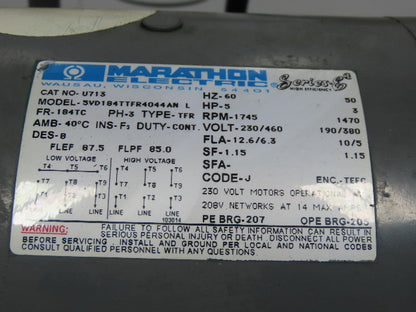 MARATHON
ELECTRIC
WAUSAU, WISCONSIN 54401
Series E
HIGH EFFICIENCY
CAT NO- U713
MODEL- 5VD184TTFR4044AN L
FR-184TC PH-3 TYPE-TFR
AMB- 40°C INS-F1 DUTY-CONT.
DES-B
FLEF 87.5 FLPF 85.0
HZ-60 50
HP-5 3
RPM-1745 1470
VOLT-230/460 190/380
FLA-12.6/6.3 10/5
SF-1.15 1.15
SFA-
CODE-J ENC-TEFC
230 VOLT MOTORS OPERATIONAL
208V NETWORKS AT 14 MAX
PE BRG-207 OPE BRG-205
LOW VOLTAGE HIGH VOLTAGE
T4 T5 T6 T4 T5 T6
T7 T8 T9 T7 T8 T9
T1 T2 T3 T1 T2 T3
LINE LINE
103014
WARNING: FAILURE TO FOLLOW ALL SAFETY INFORMATION CAN RESULT IN
SERIOUS PERSONAL INJURY OR DEATH. DISCONNECT ALL POWER
BEFORE SERVICING. INSTALL AND GROUND PER LOCAL AND NATIONAL CODES
CONSULT QUALIFIED PERSONNEL WITH ANY QUESTIONS.